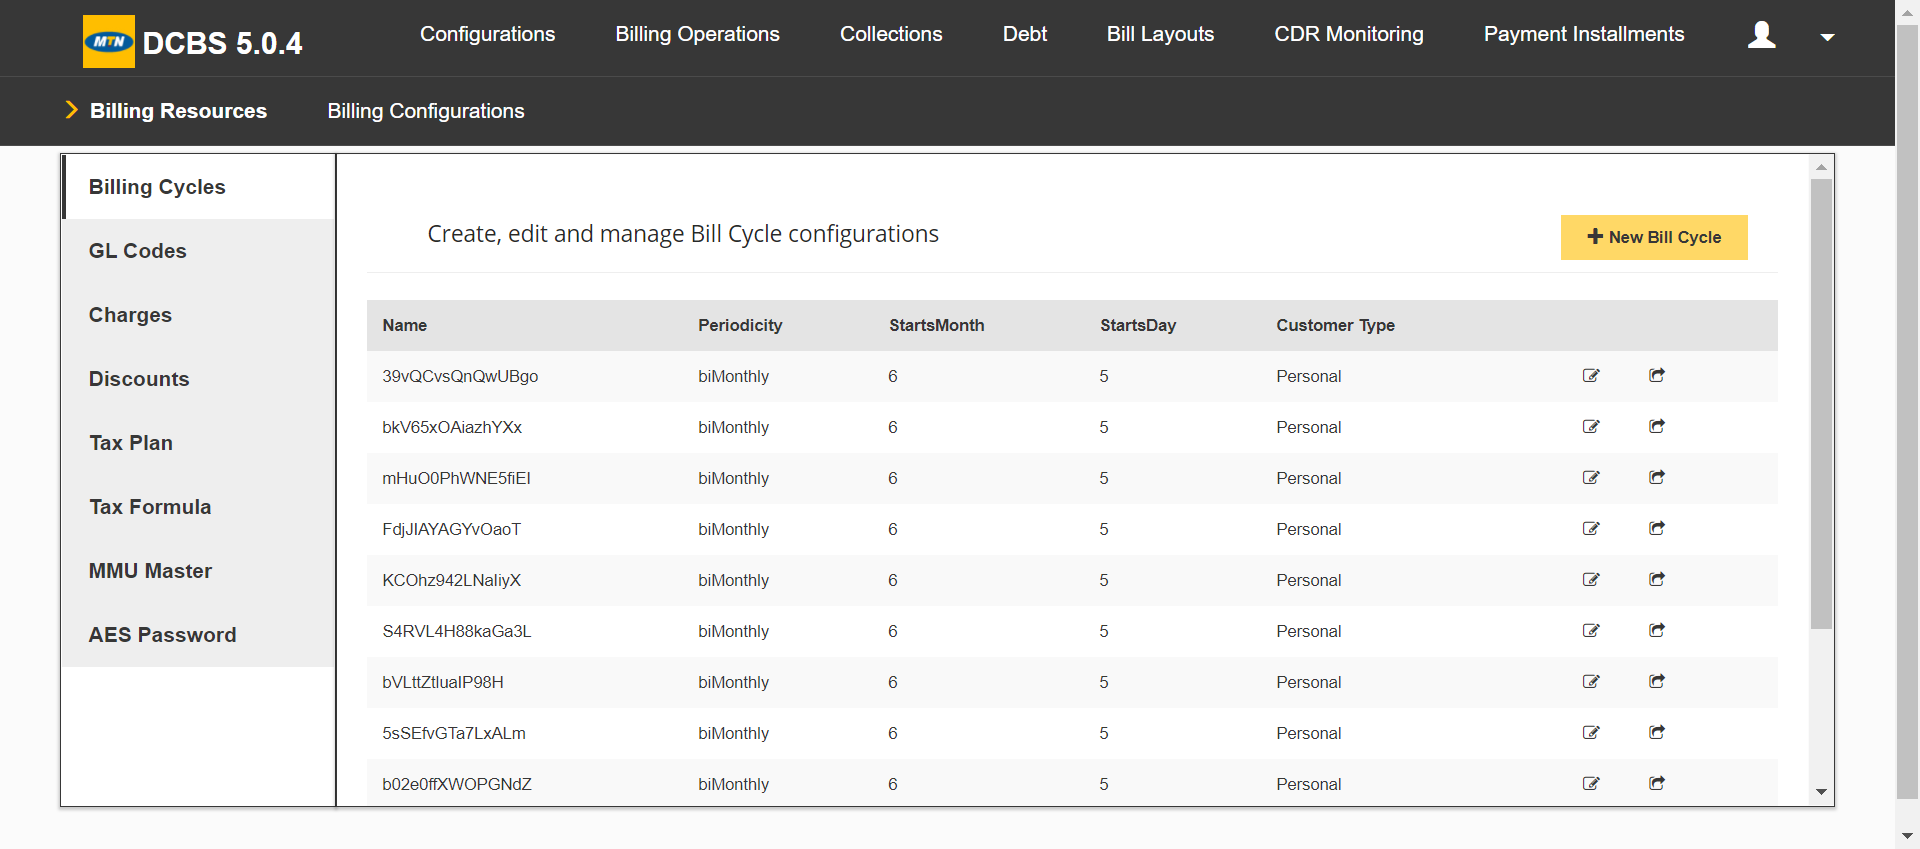 MTN DCBS 5.0.4 Configurations Billing Operations Collections Debt Bill Layouts CDR Monitoring Payment Installments
Billing Resources Billing Configurations
Billing Cycles
GL Codes
Charges
Discounts
Tax Plan
Tax Formula
MMU Master
AES Password
Create, edit and manage Bill Cycle configurations
New Bill Cycle
Name Periodicity StartsMonth StartsDay Customer Type
39vQCvsQnQwUBgo biMonthly 6 5 Personal
bkV65xOAiazhYXx biMonthly 6 5 Personal
mHuO0PhWNE5fiEI biMonthly 6 5 Personal
FdjJIAYAGYvOaoT biMonthly 6 5 Personal
KCOhz942LNaliyX biMonthly 6 5 Personal
S4RVL4H88kaGa3L biMonthly 6 5 Personal
bVLttZtluaIP98H biMonthly 6 5 Personal
5sSEfvGTa7LxALm biMonthly 6 5 Personal
b02e0ffXWOPGNdZ biMonthly 6 5 Personal